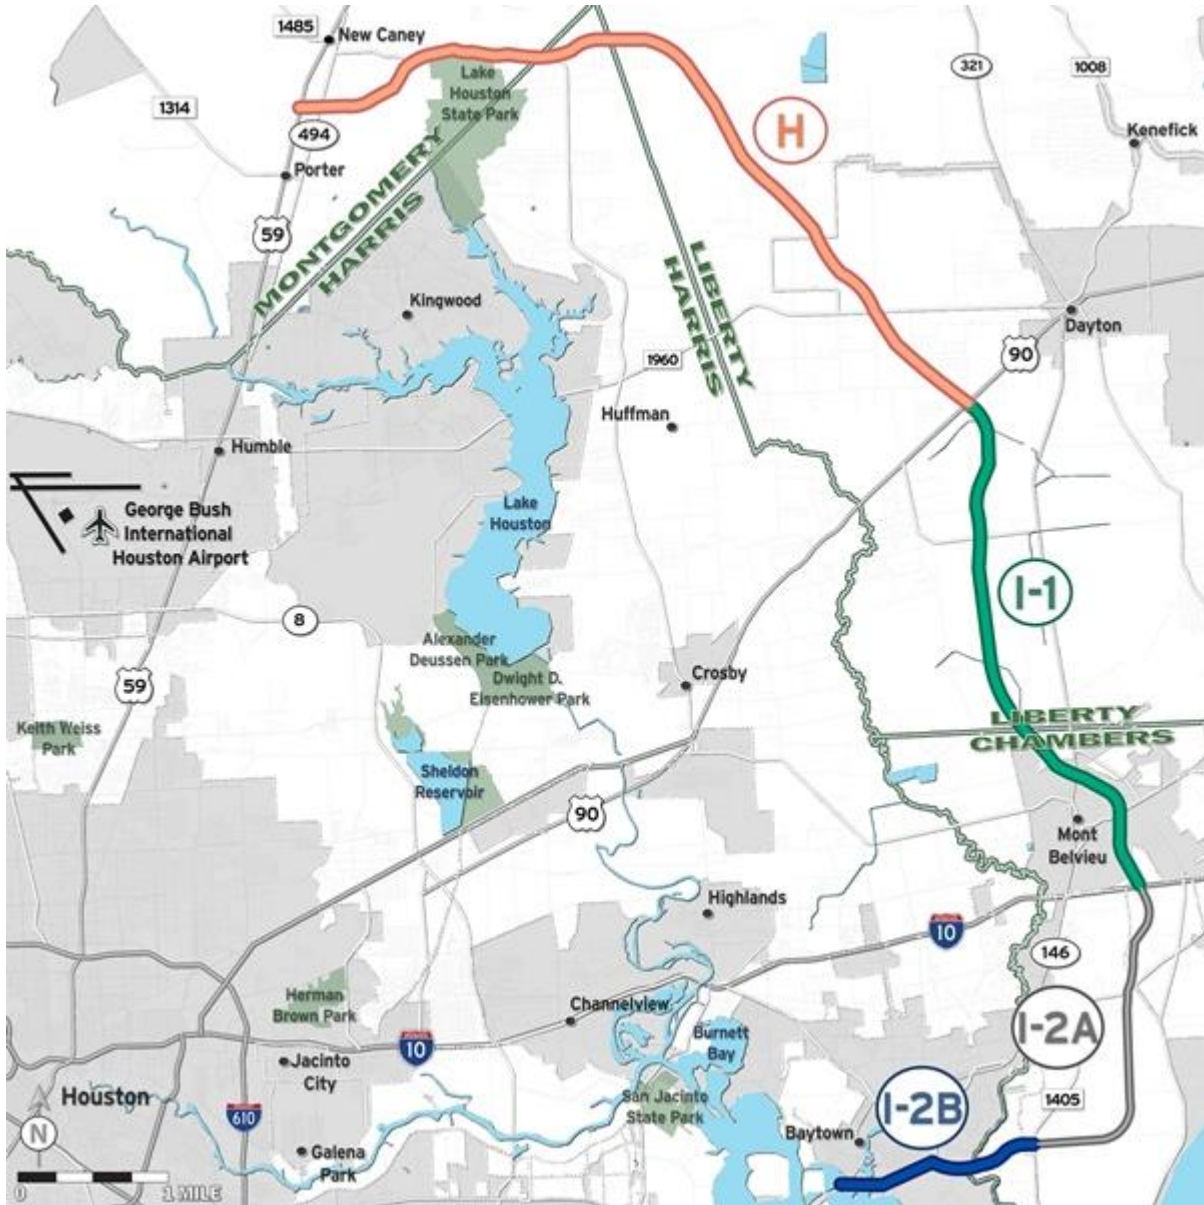 1485
New Caney
321
1008
Lake
Houston
State Park
1314
H
494
Kenefick
Porter
59
MONTGOMERY
HARRIS
LIBERTY
HARRIS
Kingwood
Dayton
90
1960
Huffman
Humble
George Bush
International
Houston Airport
Lake
Houston
I-1
8
Alexander
Deussen Park
Dwight D.
Eisenhower Park
Crosby
59
Keith Weiss
Park
LIBERTY
CHAMBERS
Sheldon
Reservoir
90
Mont
Belvieu
Highlands
10
146
Herman
Brown Park
Channelview
I-2A
Burnett
Bay
10
Jacinto
City
Houston
San Jacinto
State Park
I-2B
1405
610
N
Baytown
Galena
Park
0
1 MILE